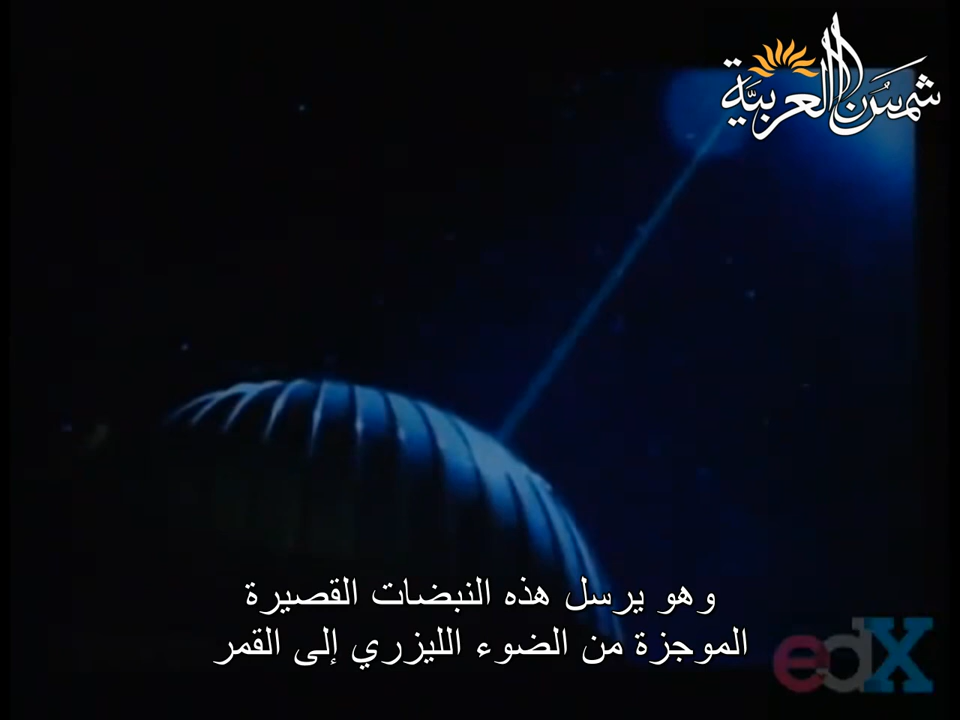 شمس العربية
وهو يرسل هذه النبضات القصيرة
الموجزة من الضوء الليزري إلى القمر
edX